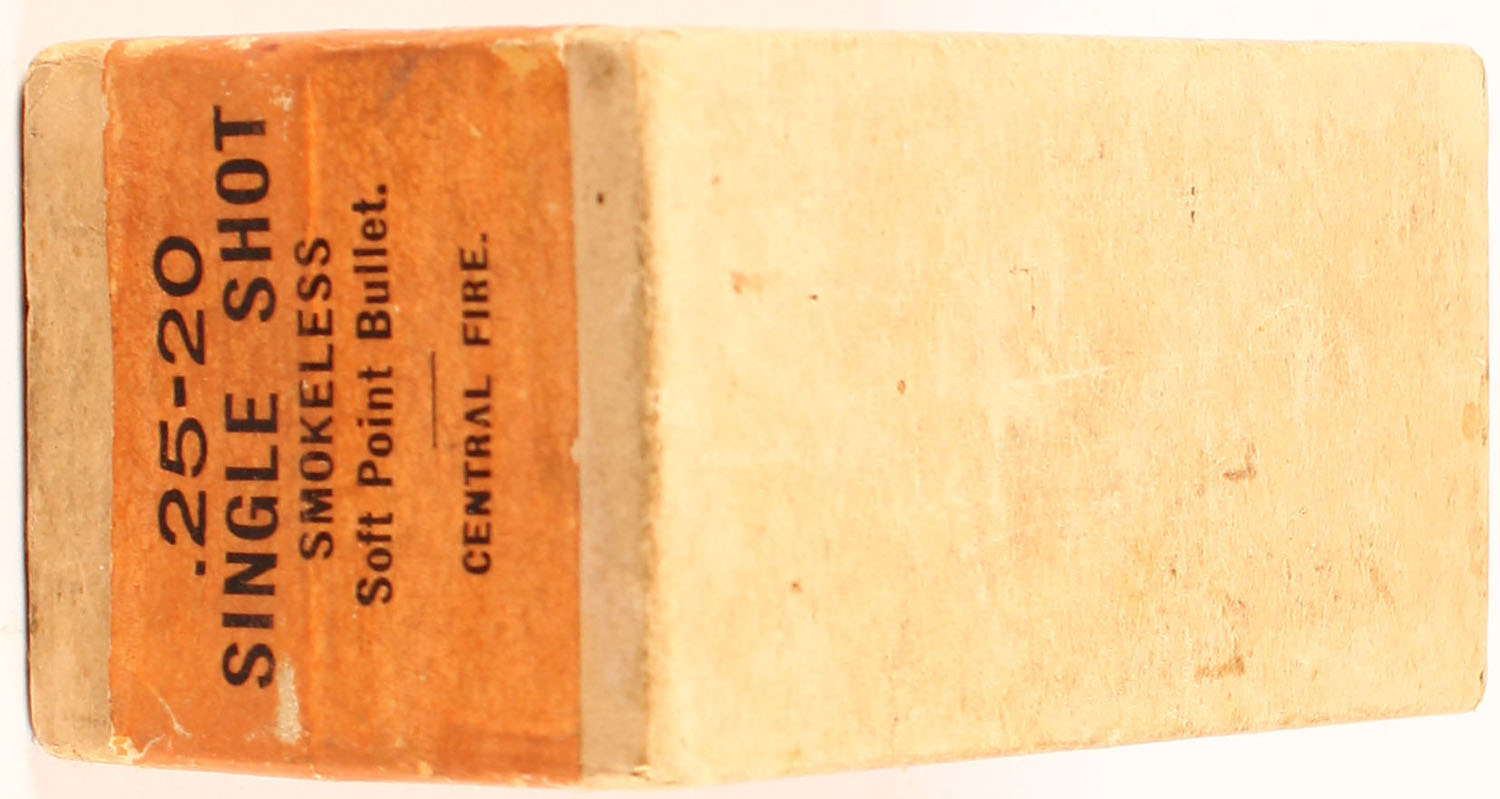 .25-20
SINGLE SHOT
SMOKELESS
Soft Point Bullet.
CENTRAL FIRE.